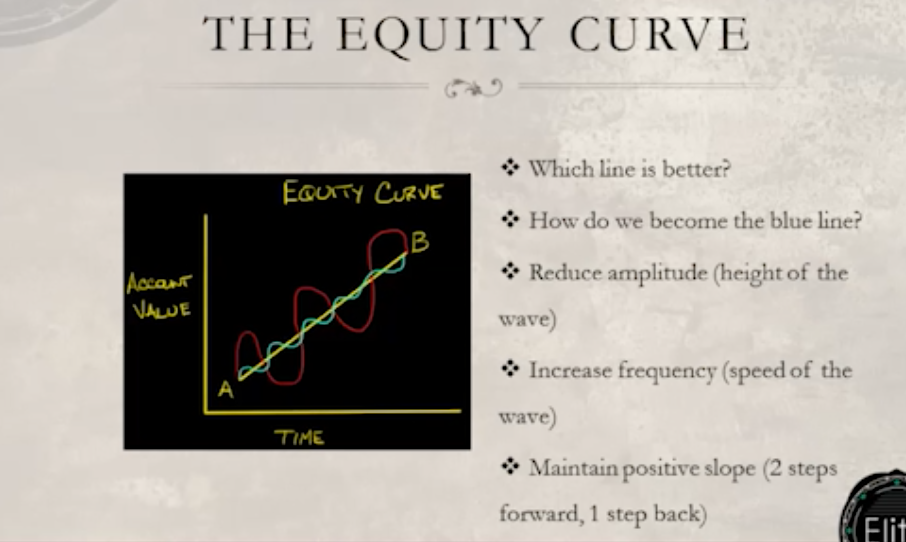 THE EQUITY CURVE
EQUITY CURVE
ACCOUNT
VALUE
B
A
TIME
❖ Which line is better?
❖ How do we become the blue line?
❖ Reduce amplitude (height of the
wave)
❖ Increase frequency (speed of the
wave)
❖ Maintain positive slope (2 steps
forward, 1 step back)
Elit